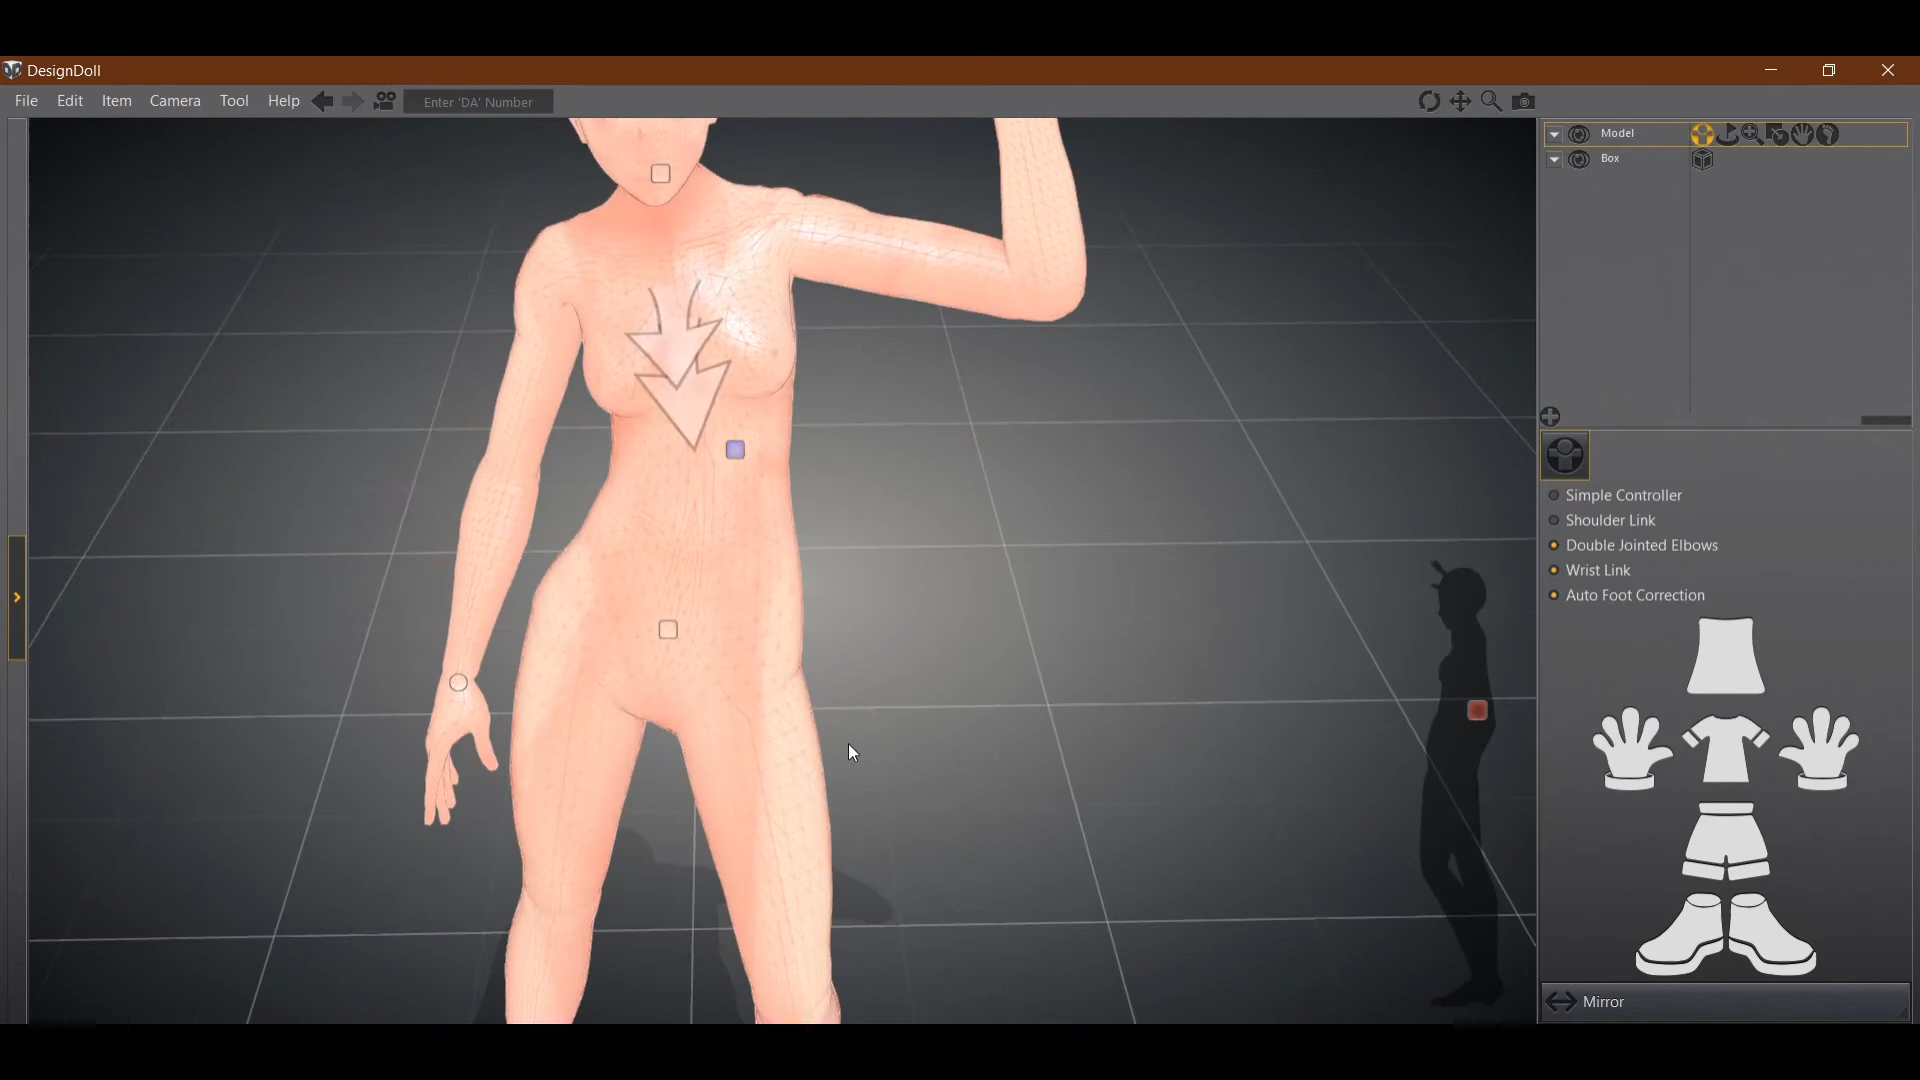 DesignDoll
File Edit Item Camera Tool Help Enter 'DA' Number
Model
Box
Simple Controller
Shoulder Link
Double Jointed Elbows
Wrist Link
Auto Foot Correction
Mirror